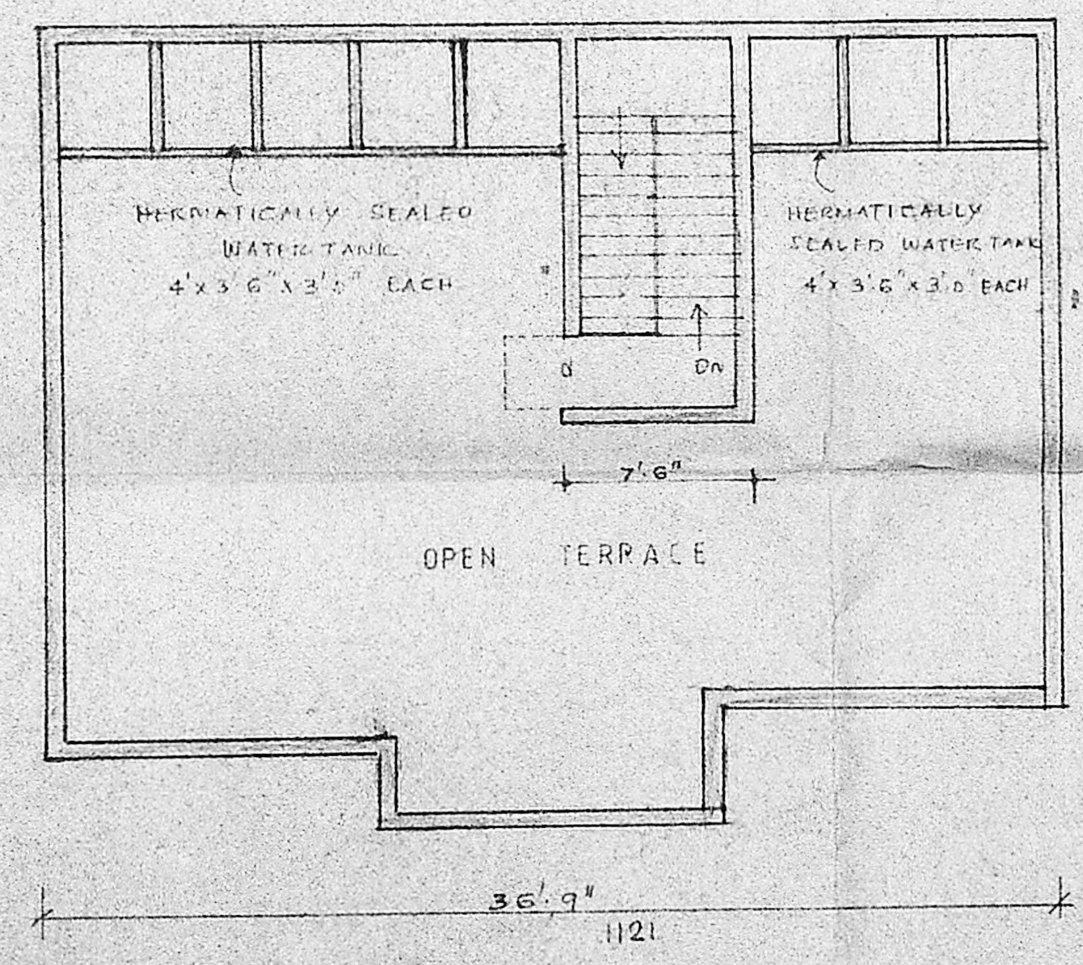 HERMATICALLY SEALED
WATER TANK
4'x 3'6"x 3'.0" EACH
HERMATICALLY
SEALED WATER TANK
4'x 3'.6"x 3'.0" EACH
d
Dn
7'.6"
OPEN TERRACE
36'.9"
1121